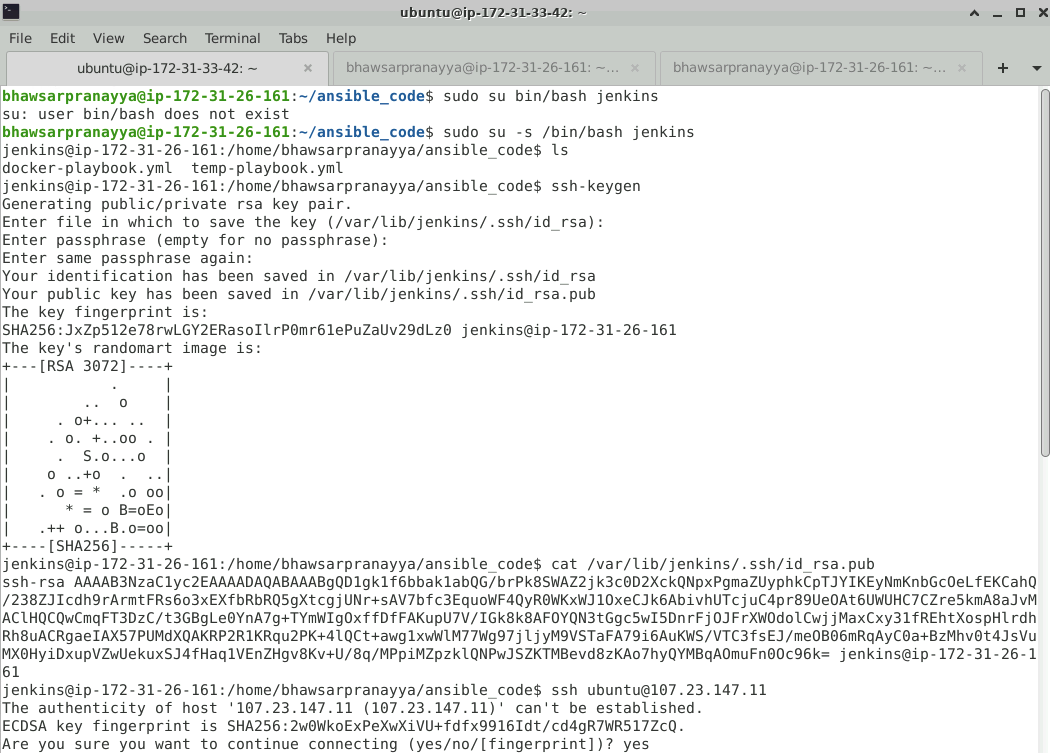 ubuntu@ip-172-31-33-42: ~
File Edit View Search Terminal Tabs Help
ubuntu@ip-172-31-33-42: ~ × bhawsarpranayya@ip-172-31-26-161: ~... × bhawsarpranayya@ip-172-31-26-161: ~... ×
bhawsarpranayya@ip-172-31-26-161:~/ansible_code$ sudo su bin/bash jenkins
su: user bin/bash does not exist
bhawsarpranayya@ip-172-31-26-161:~/ansible_code$ sudo su -s /bin/bash jenkins
jenkins@ip-172-31-26-161:/home/bhawsarpranayya/ansible_code$ ls
docker-playbook.yml  temp-playbook.yml
jenkins@ip-172-31-26-161:/home/bhawsarpranayya/ansible_code$ ssh-keygen
Generating public/private rsa key pair.
Enter file in which to save the key (/var/lib/jenkins/.ssh/id_rsa):
Enter passphrase (empty for no passphrase):
Enter same passphrase again:
Your identification has been saved in /var/lib/jenkins/.ssh/id_rsa
Your public key has been saved in /var/lib/jenkins/.ssh/id_rsa.pub
The key fingerprint is:
SHA256:JxZp512e78rwLGY2ERasoIlrP0mr61ePuZaUv29dLz0 jenkins@ip-172-31-26-161
The key's randomart image is:
+---[RSA 3072]----+
|           .     |
|        ..  o    |
|     . o+... ..  |
|    . o. +..oo . |
|     .  S.o...o  |
|    o ..+o  .  ..|
|   . o = *  .o oo|
|      * = o B=oEo|
|   .++ o...B.o=oo|
+----[SHA256]-----+
jenkins@ip-172-31-26-161:/home/bhawsarpranayya/ansible_code$ cat /var/lib/jenkins/.ssh/id_rsa.pub
ssh-rsa AAAAB3NzaC1yc2EAAAADAQABAAABgQD1gk1f6bbak1abQG/brPk8SWAZ2jk3c0D2XckQNpxPgmaZUyphkCpTJYIKEyNmKnbGcOeLfEKCahQ
/238ZJIcdh9rArmtFRs6o3xEXfbRbRQ5gXtcgjUNr+sAV7bfc3EquoWF4QyR0WKxWJ1OxeCJk6AbivhUTcjuC4pr89UeOAt6UWUHC7CZre5kmA8aJvM
AClHQCQwCmqFT3DzC/t3GBgLe0YnA7g+TYmWIgOxffDfFAKupU7V/IGk8k8AFOYQN3tGgc5wI5DnrFjOJFrXWOdolCwjjMaxCxy31fREhtXospHlrdh
Rh8uACRgaeIAX57PUMdXQAKRP2R1KRqu2PK+4lQCt+awg1xwWlM77Wg97jljyM9VSTaFA79i6AuKWS/VTC3fsEJ/meOB06mRqAyC0a+BzMhv0t4JsVu
MX0HyiDxupVZwUekuxSJ4fHaq1VEnZHgv8Kv+U/8q/MPpiMZpzklQNPwJSZKTMBevd8zKAo7hyQYMBqAOmuFn0Oc96k= jenkins@ip-172-31-26-1
61
jenkins@ip-172-31-26-161:/home/bhawsarpranayya/ansible_code$ ssh ubuntu@107.23.147.11
The authenticity of host '107.23.147.11 (107.23.147.11)' can't be established.
ECDSA key fingerprint is SHA256:2w0WkoExPeXwXiVU+fdfx9916Idt/cd4gR7WR517ZcQ.
Are you sure you want to continue connecting (yes/no/[fingerprint])? yes